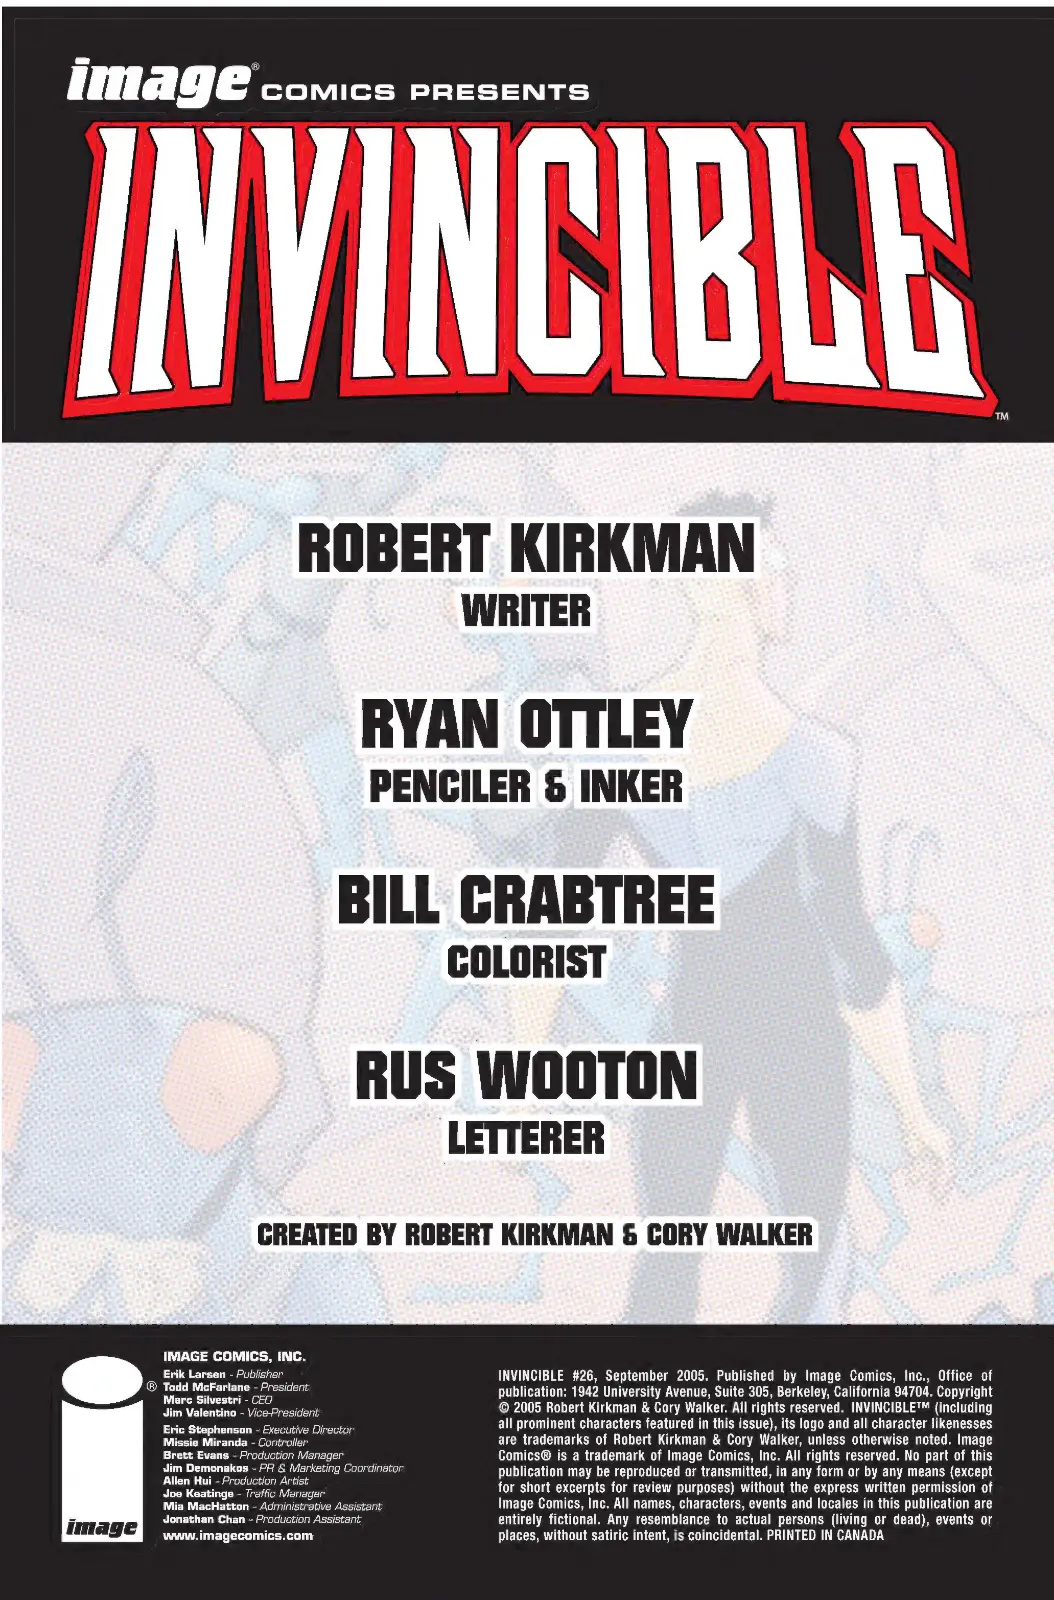 image® COMICS PRESENTS
INVINCIBLE™
ROBERT KIRKMAN
WRITER
RYAN OTTLEY
PENCILER & INKER
BILL CRABTREE
COLORIST
RUS WOOTON
LETTERER
CREATED BY ROBERT KIRKMAN & CORY WALKER
IMAGE COMICS, INC.
Erik Larsen - Publisher
Todd McFarlane - President
Marc Silvestri - CEO
Jim Valentino - Vice-President
Eric Stephenson - Executive Director
Missie Miranda - Controller
Brett Evans - Production Manager
Jim Demonakos - PR & Marketing Coordinator
Allen Hui - Production Artist
Joe Keatinge - Traffic Manager
Mia MacHatton - Administrative Assistant
Jonathan Chan - Production Assistant
www.imagecomics.com
®
image
INVINCIBLE #26, September 2005. Published by Image Comics, Inc., Office of
publication: 1942 University Avenue, Suite 305, Berkeley, California 94704. Copyright
© 2005 Robert Kirkman & Cory Walker. All rights reserved. INVINCIBLE™ (including
all prominent characters featured in this issue), its logo and all character likenesses
are trademarks of Robert Kirkman & Cory Walker, unless otherwise noted. Image
Comics® is a trademark of Image Comics, Inc. All rights reserved. No part of this
publication may be reproduced or transmitted, in any form or by any means (except
for short excerpts for review purposes) without the express written permission of
Image Comics, Inc. All names, characters, events and locales in this publication are
entirely fictional. Any resemblance to actual persons (living or dead), events or
places, without satiric intent, is coincidental. PRINTED IN CANADA